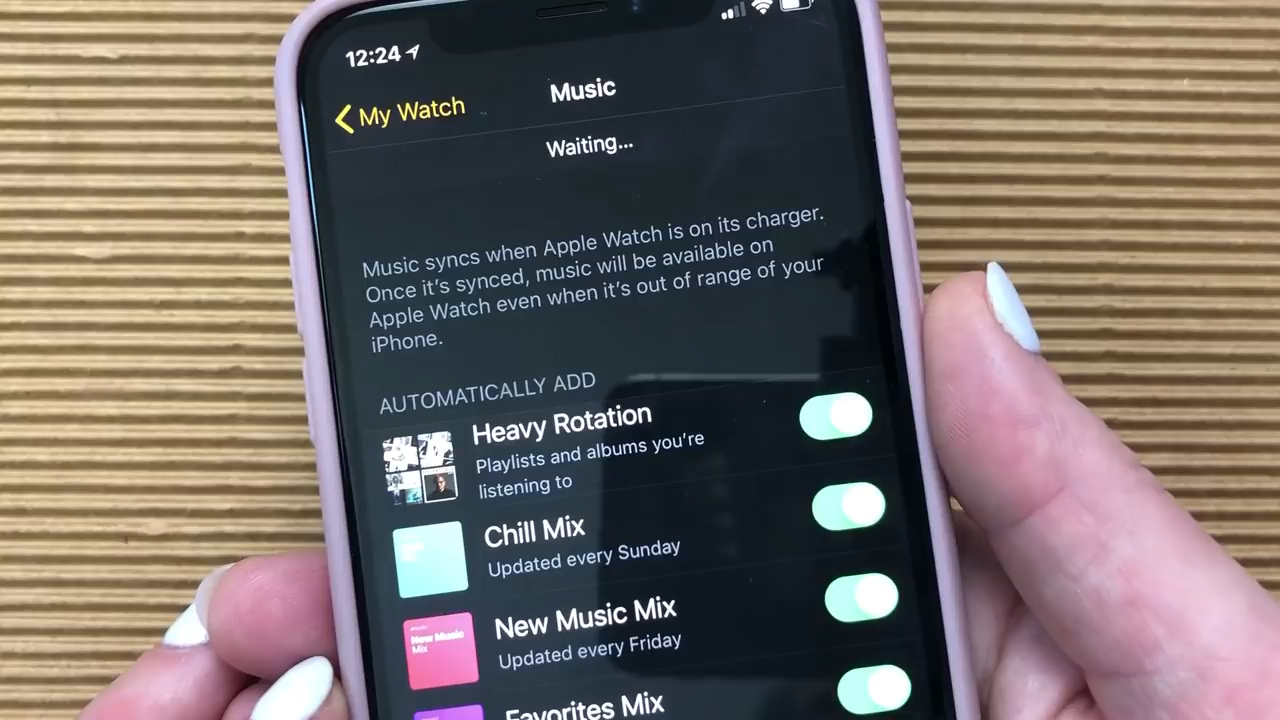 12:24
My Watch
Music
Waiting...
Music syncs when Apple Watch is on its charger.
Once it's synced, music will be available on
Apple Watch even when it's out of range of your
iPhone.
AUTOMATICALLY ADD
Heavy Rotation
Playlists and albums you're
listening to
Chill Mix
Updated every Sunday
New Music
Mix
New Music Mix
Updated every Friday
Favorites Mix